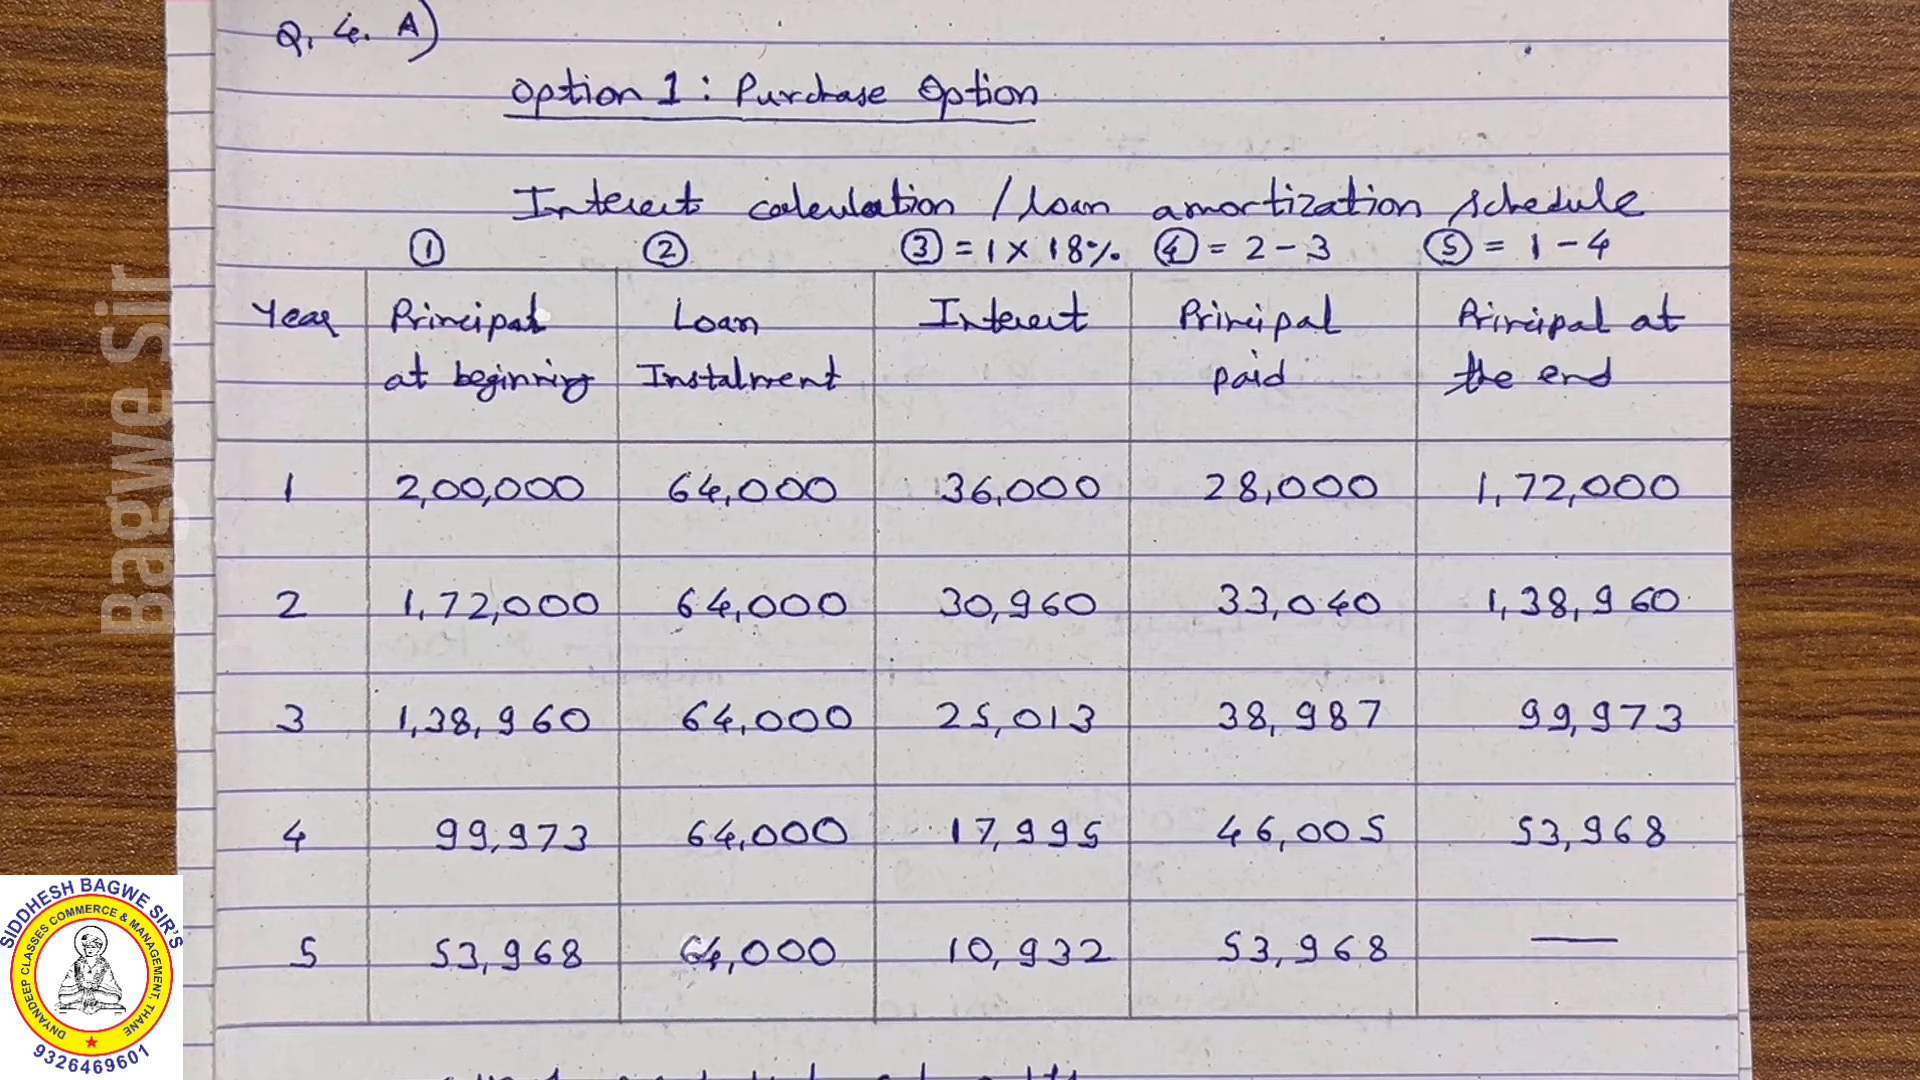 Q. 4. A)
Option 1 : Purchase Option
Interest calculation / loan amortization schedule
① ② ③ = 1 × 18% ④ = 2 - 3 ⑤ = 1 - 4
Year Principal at beginning Loan Instalment Interest Principal paid Principal at the end
1 2,00,000 64,000 36,000 28,000 1,72,000
2 1,72,000 64,000 30,960 33,040 1,38,960
3 1,38,960 64,000 25,013 38,987 99,973
4 99,973 64,000 17,995 46,005 53,968
5 53,968 64,000 10,932 53,968 —
Bagwe Sir
SIDDHESH BAGWE SIR'S
DNYANDEEP CLASSES COMMERCE & MANAGEMENT, THANE
9326469601